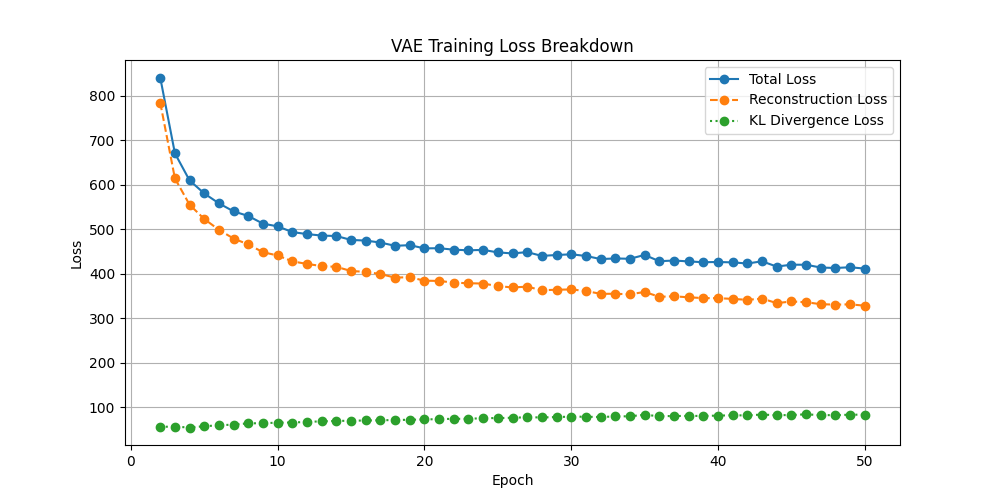 VAE Training Loss Breakdown
Total Loss
Reconstruction Loss
KL Divergence Loss
Loss
800
700
600
500
400
300
200
100
0 10 20 30 40 50
Epoch